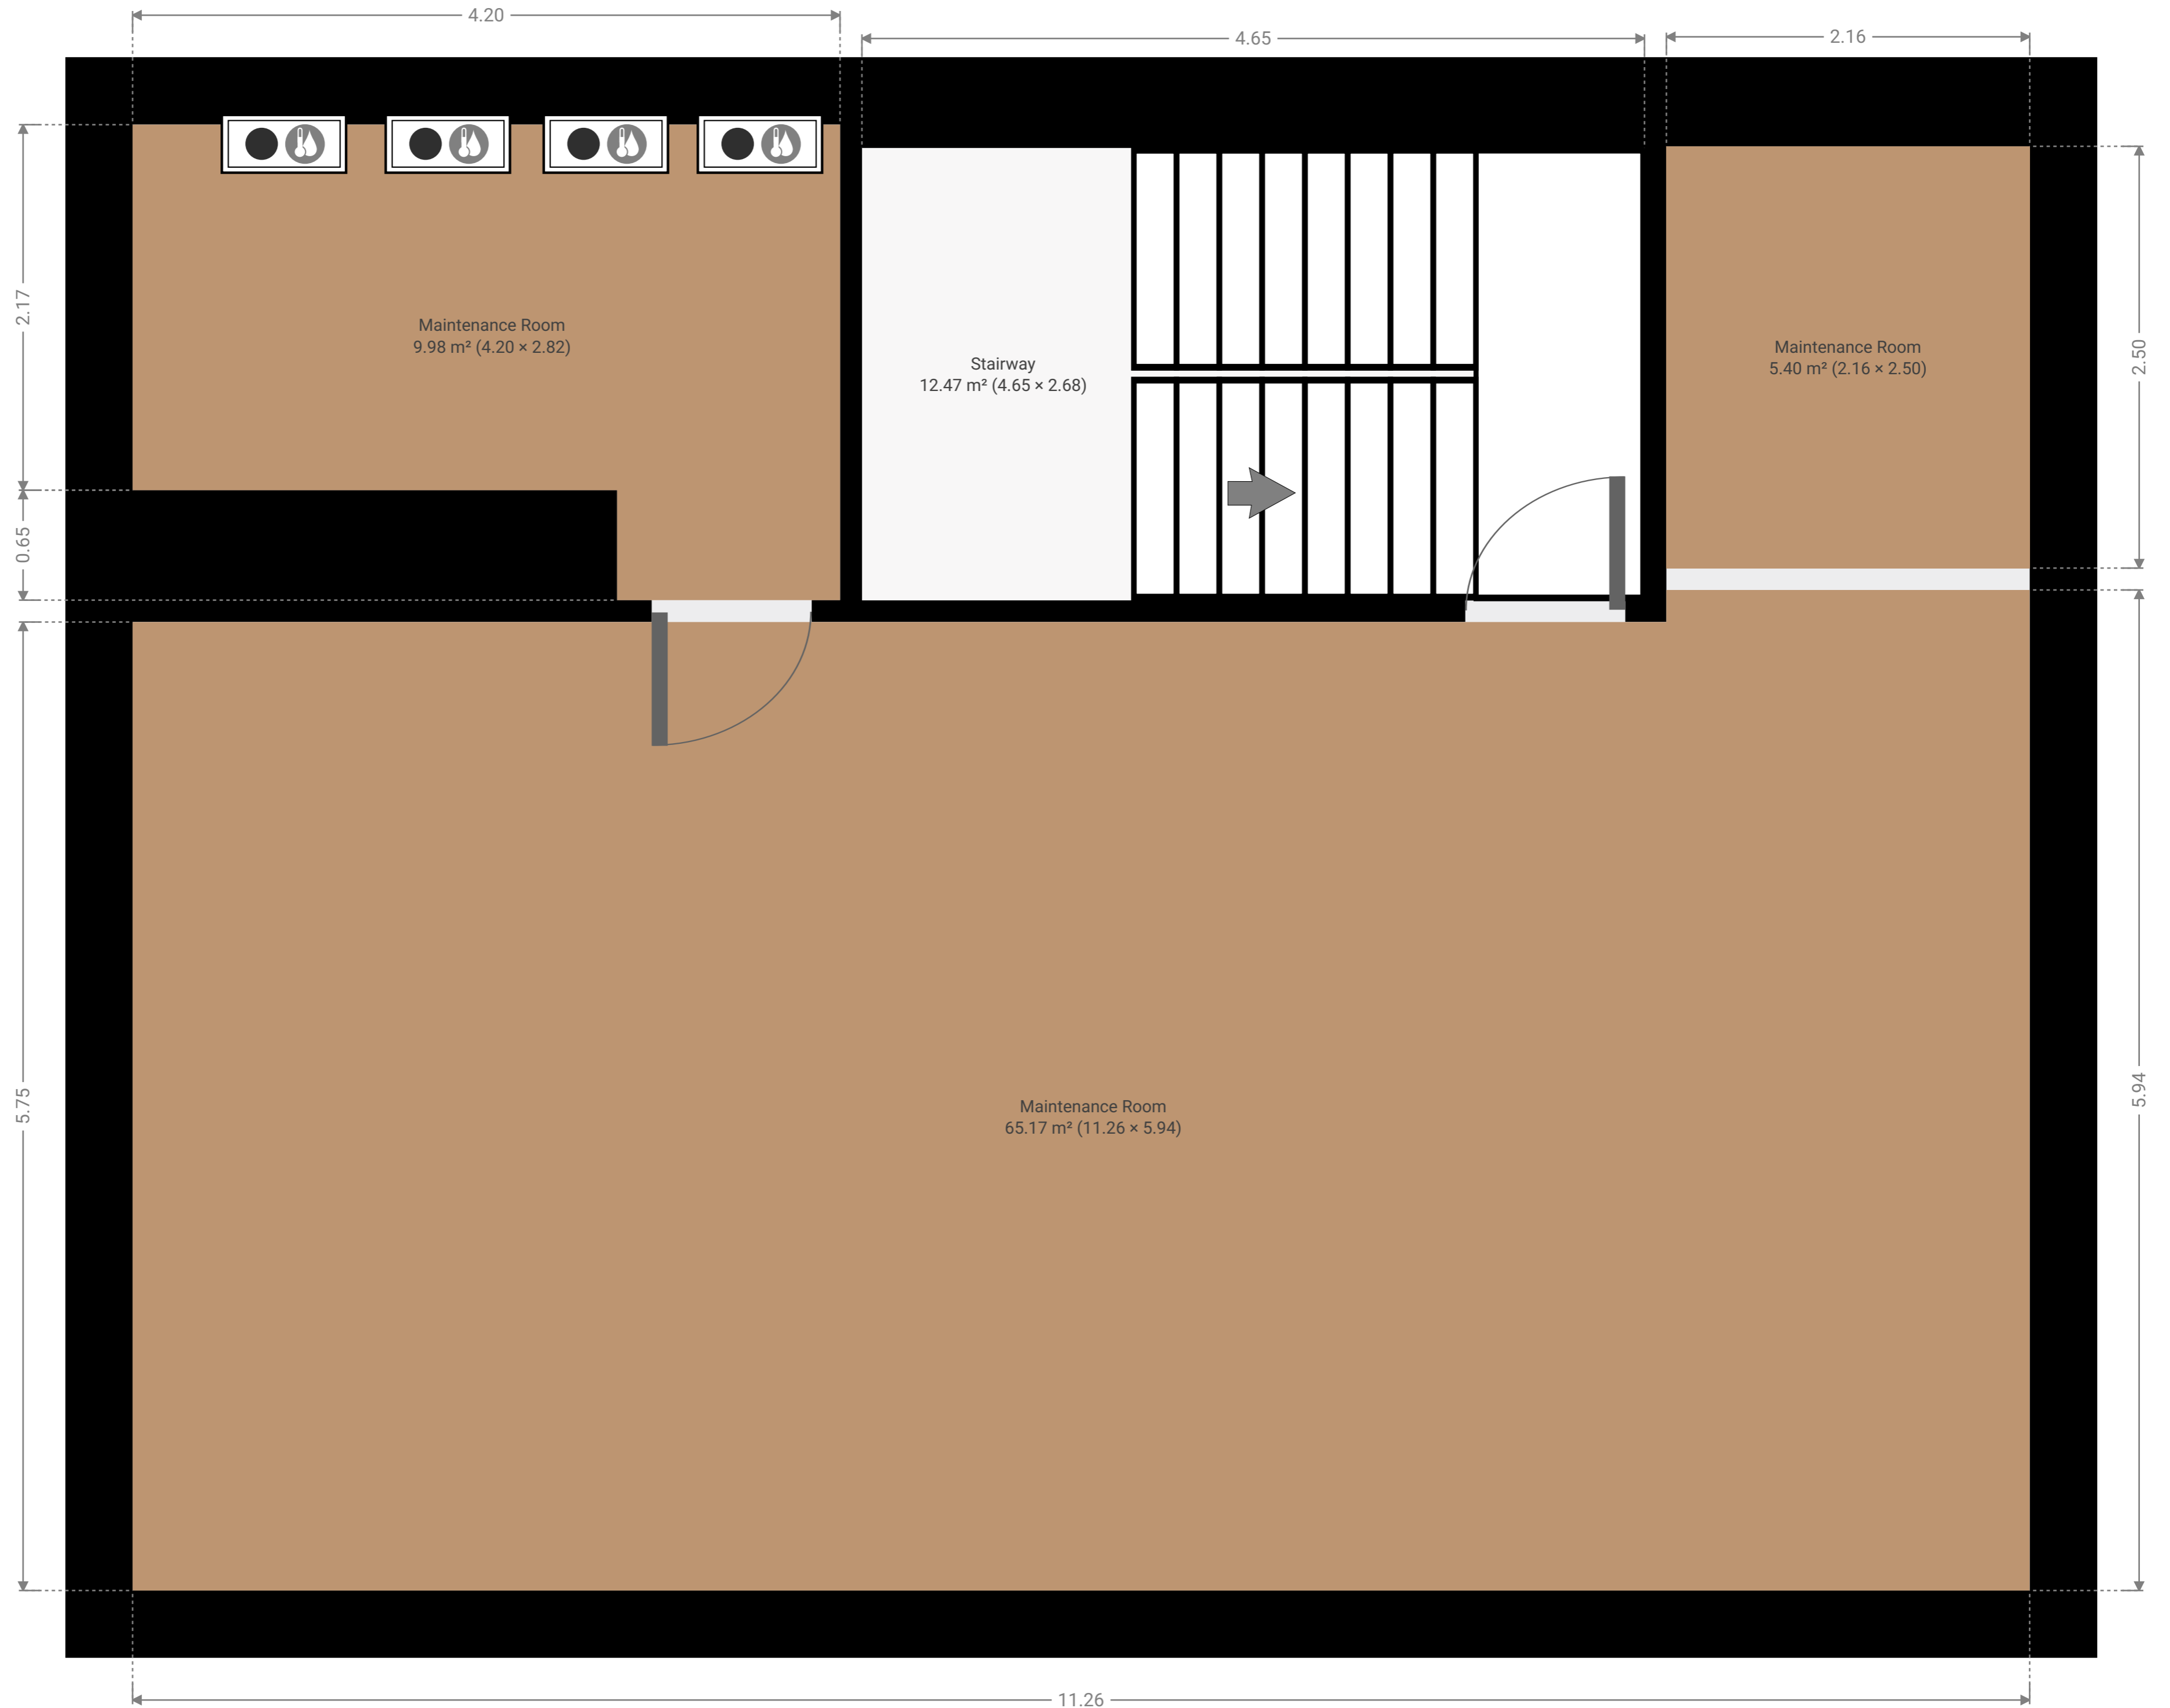 4.20
4.65
2.16
2.17
Maintenance Room
9.98 m² (4.20 × 2.82)
Stairway
12.47 m² (4.65 × 2.68)
Maintenance Room
5.40 m² (2.16 × 2.50)
2.50
0.65
5.75
Maintenance Room
65.17 m² (11.26 × 5.94)
5.94
11.26